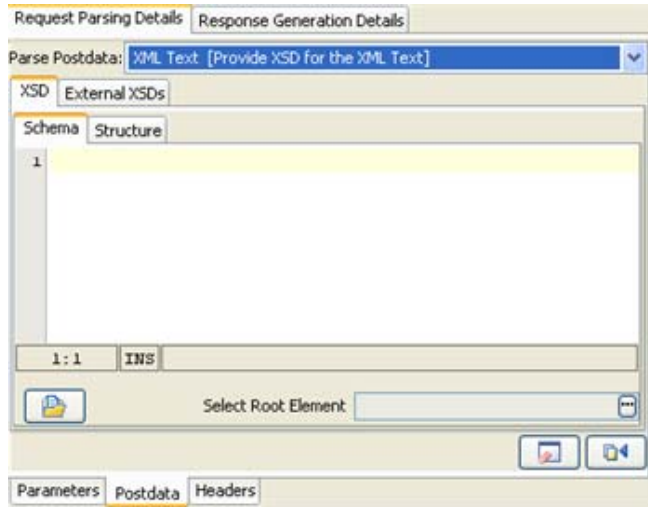 Request Parsing Details Response Generation Details
Parse Postdata: XML Text [Provide XSD for the XML Text]
XSD External XSDs
Schema Structure
1
1:1 INS
Select Root Element
Parameters Postdata Headers